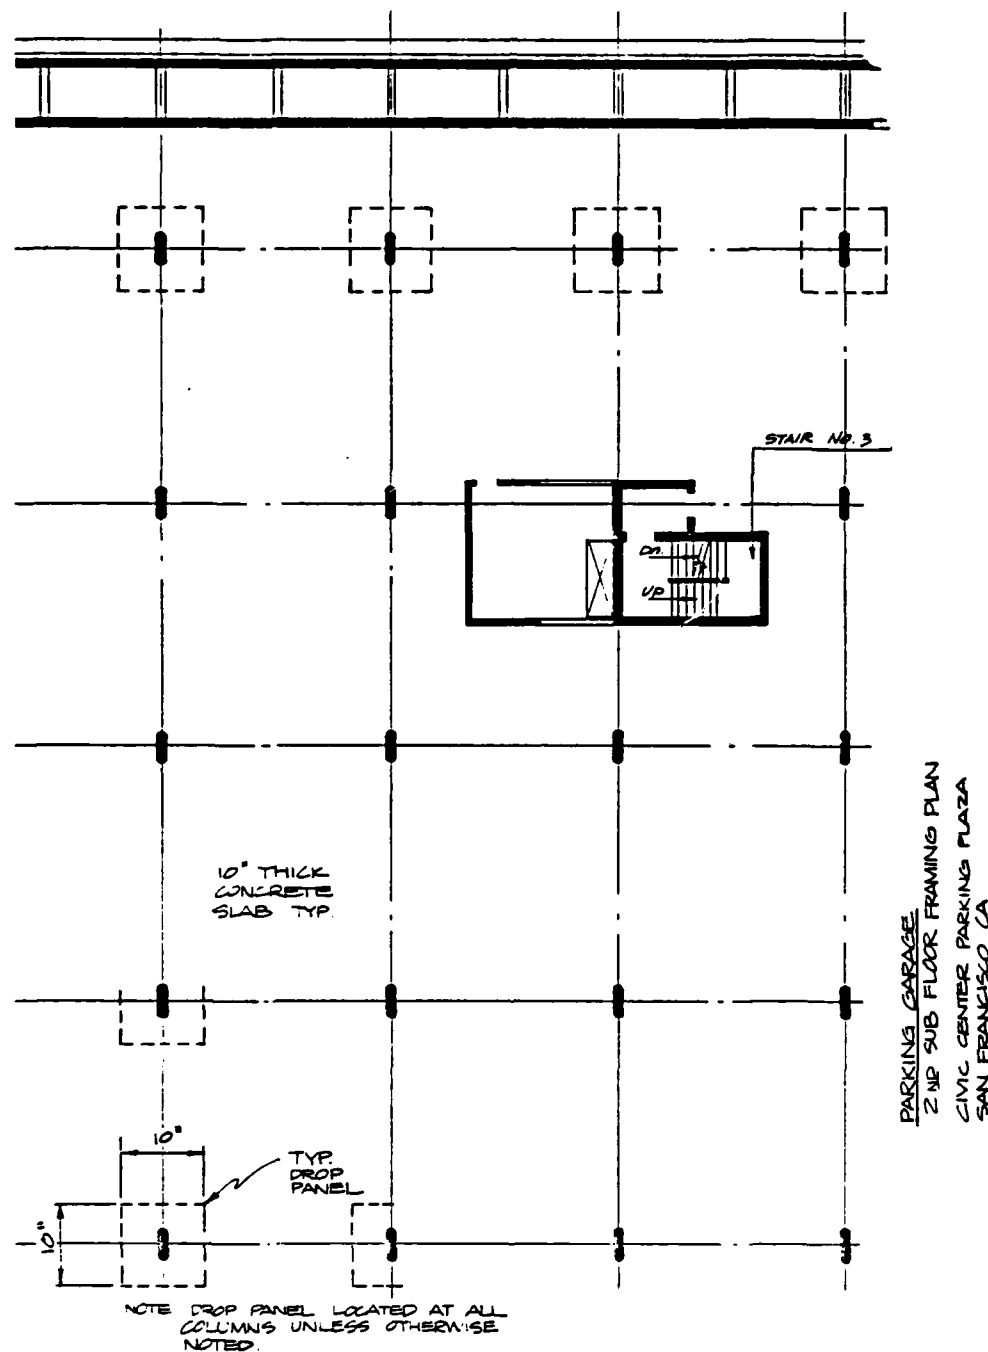 STAIR NO. 3
Dn.
UP
10" THICK
CONCRETE
SLAB TYP.
10"
TYP.
DROP
PANEL
10"
NOTE DROP PANEL LOCATED AT ALL
COLUMNS UNLESS OTHERWISE
NOTED.
PARKING GARAGE
2ND SUB FLOOR FRAMING PLAN
CIVIC CENTER PARKING PLAZA
SAN FRANCISCO, CA